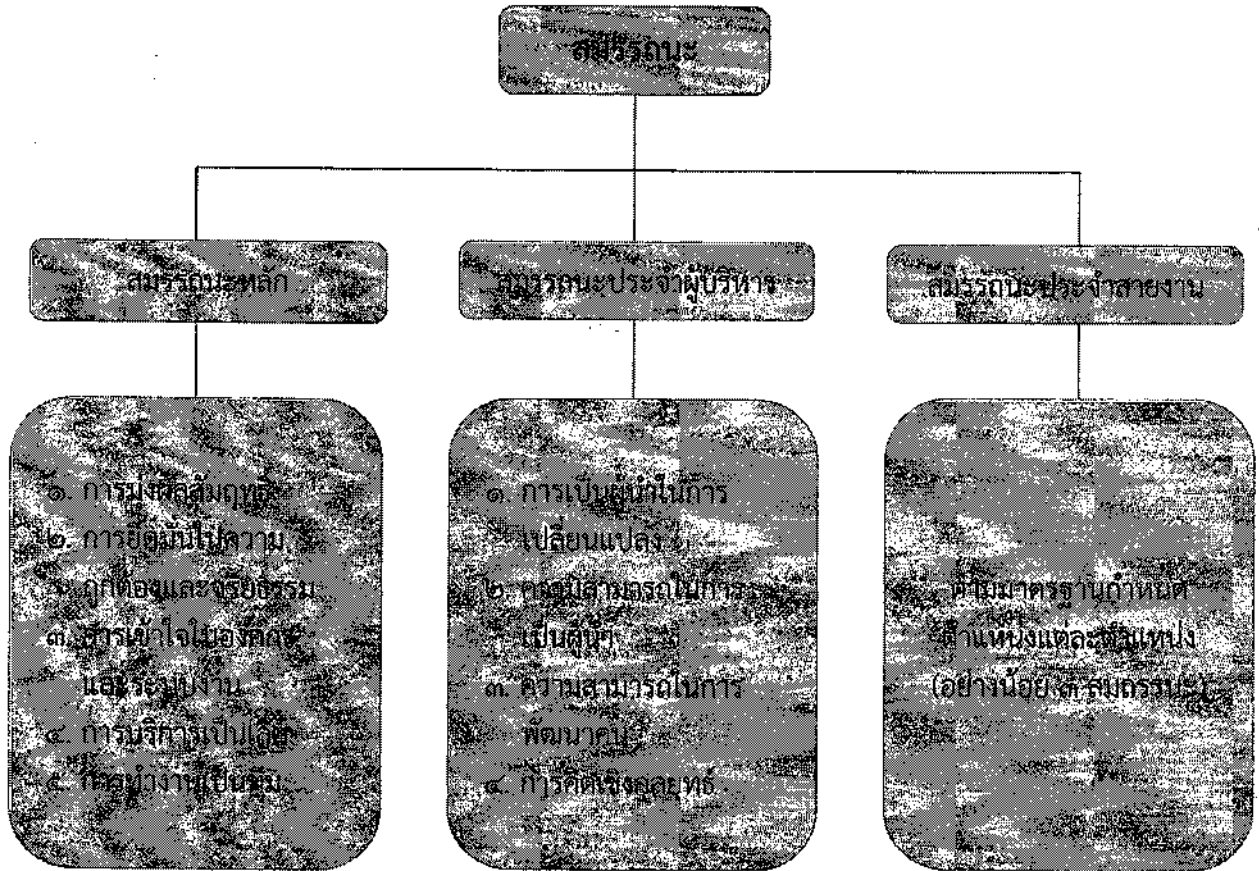 สมรรถนะ
สมรรถนะหลัก
สมรรถนะประจำผู้บริหาร
สมรรถนะประจำสายงาน
๑. การมุ่งผลสัมฤทธิ์
๒. การยึดมั่นในความ
ถูกต้องและจริยธรรม
๓. การเข้าใจในองค์กร
และระบบงาน
๔. การบริการเป็นเลิศ
๕. การทำงานเป็นทีม
๑. การเป็นผู้นำในการ
เปลี่ยนแปลง
๒. ความสามารถในการ
เป็นผู้นำ
๓. ความสามารถในการ
พัฒนาคน
๔. การคิดเชิงกลยุทธ์
ตามมาตรฐานกำหนด
ตำแหน่งแต่ละตำแหน่ง
(อย่างน้อย ๓ สมถรรนะ)